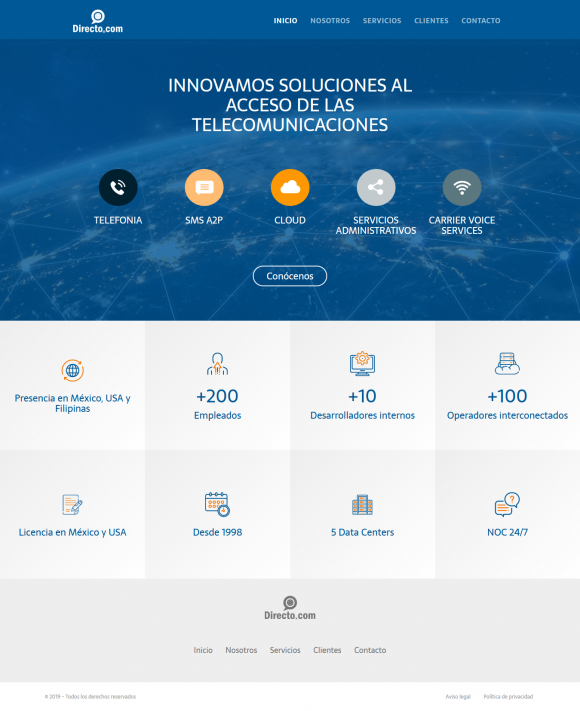 Directo.com
INICIO NOSOTROS SERVICIOS CLIENTES CONTACTO
INNOVAMOS SOLUCIONES AL
ACCESO DE LAS
TELECOMUNICACIONES
TELEFONIA
SMS A2P
CLOUD
SERVICIOS
ADMINISTRATIVOS
CARRIER VOICE
SERVICES
Conócenos
Presencia en México, USA y
Filipinas
+200
Empleados
+10
Desarrolladores internos
+100
Operadores interconectados
Licencia en México y USA
Desde 1998
5 Data Centers
NOC 24/7
Directo.com
Inicio Nosotros Servicios Clientes Contacto
© 2019 - Todos los derechos reservados
Aviso legal Política de privacidad